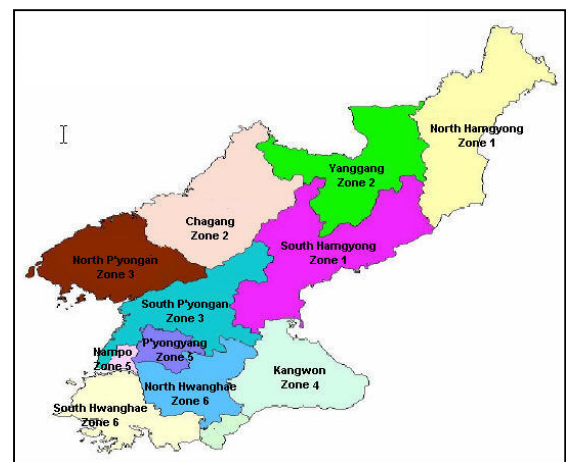 North Hamgyong
Zone 1
Yanggang
Zone 2
Chagang
Zone 2
South Hamgyong
Zone 1
North P'yongan
Zone 3
South P'yongan
Zone 3
P'yongyang
Zone 5
Nampo
Zone 5
North Hwanghae
Zone 6
Kangwon
Zone 4
South Hwanghae
Zone 6